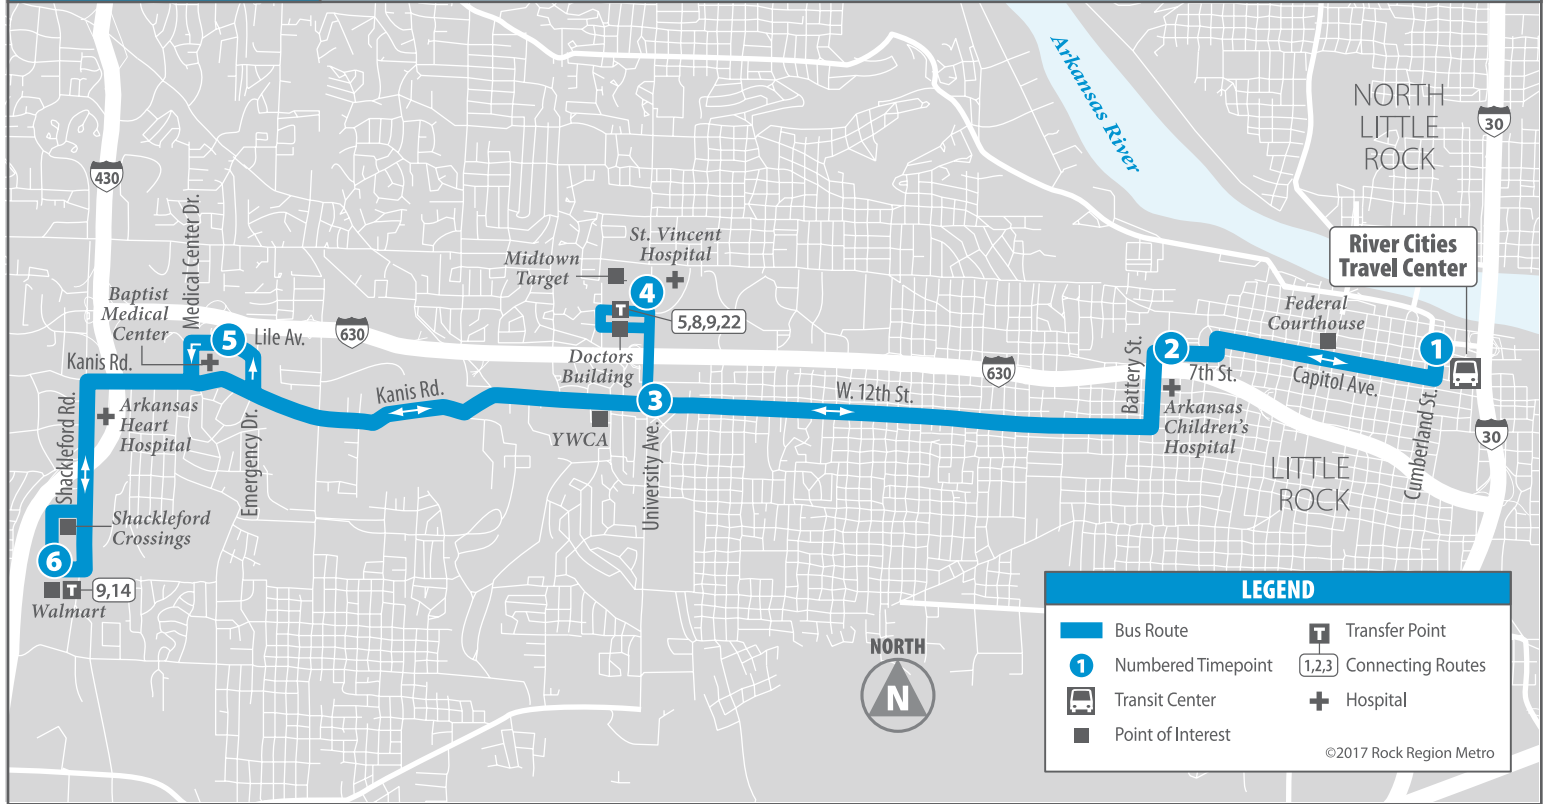 Arkansas River
NORTH
LITTLE
ROCK
30
430
Medical Center Dr.
St. Vincent
Hospital
Midtown
Target
4
T
5,8,9,22
Doctors
Building
River Cities
Travel Center
Federal
Courthouse
Baptist
Medical
Center
5
Lile Av.
630
Kanis Rd.
Battery St.
2
7th St.
1
Capitol Ave.
630
Kanis Rd.
3
W. 12th St.
Arkansas
Heart
Hospital
YWCA
Arkansas
Children's
Hospital
Shackleford Rd.
Emergency Dr.
University Ave.
Cumberland St.
30
LITTLE
ROCK
Shackleford
Crossings
6
T
9,14
Walmart
NORTH
N
LEGEND
Bus Route
T
Transfer Point
1
Numbered Timepoint
1,2,3
Connecting Routes
Transit Center
Hospital
Point of Interest
©2017 Rock Region Metro